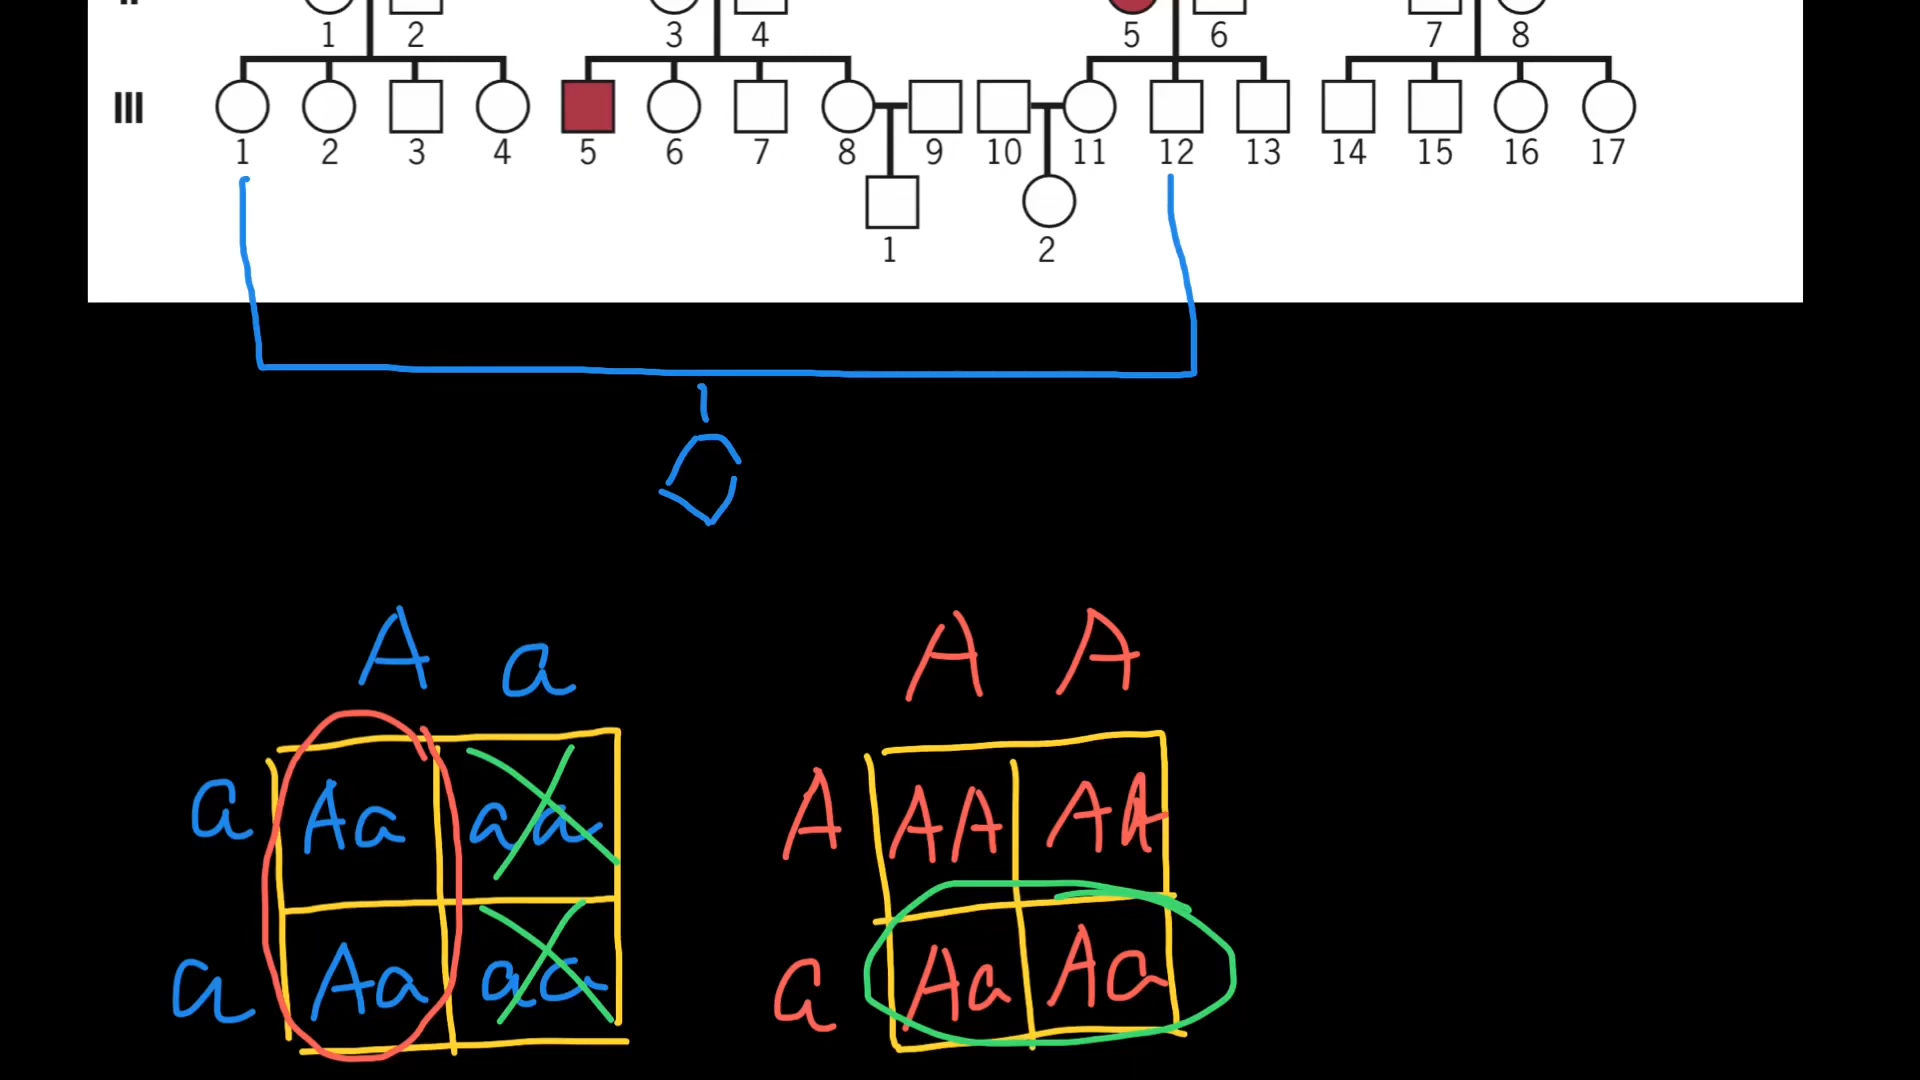 II
1 2 3 4 5 6 7 8
III
1 2 3 4 5 6 7 8 9 10 11 12 13 14 15 16 17
1 2
A a A A
a Aa aa A AA AA
a Aa aa a Aa Aa